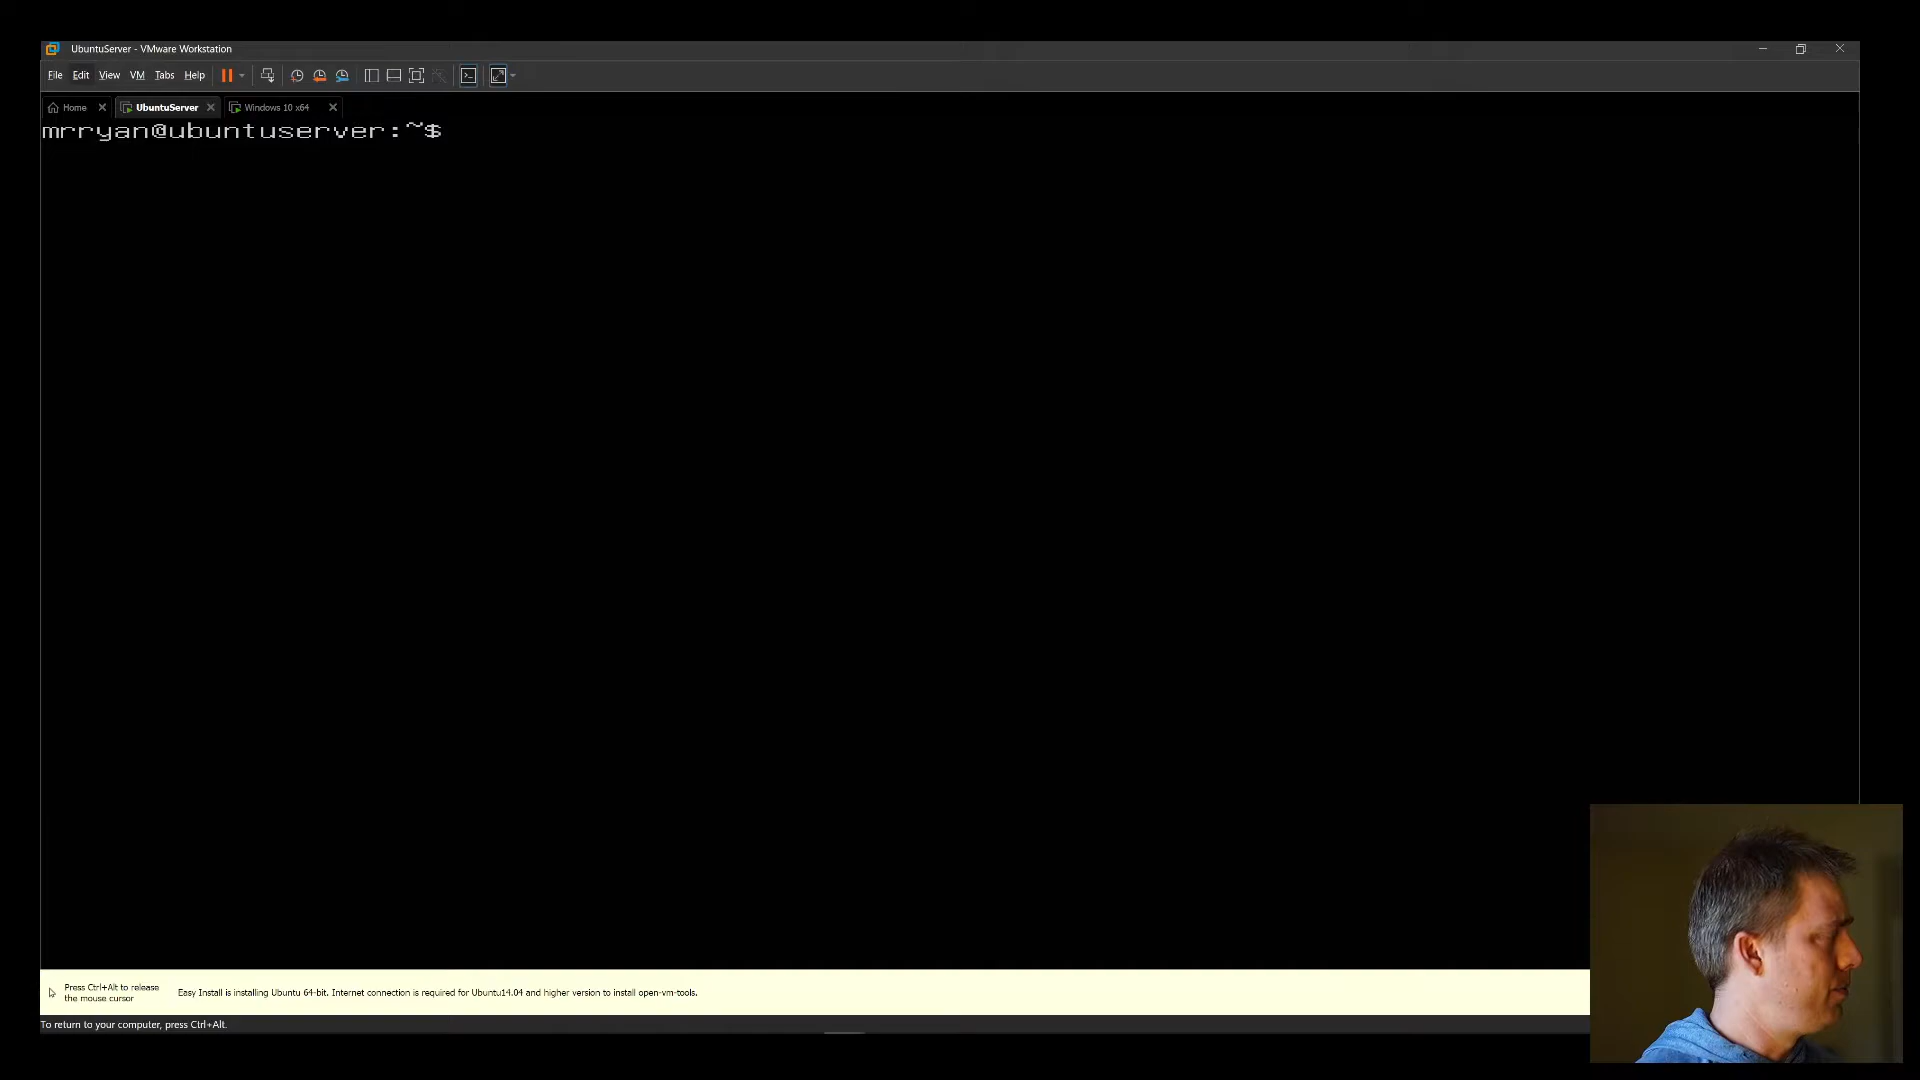 UbuntuServer - VMware Workstation
File Edit View VM Tabs Help
Home UbuntuServer Windows 10 x64
mrryan@ubuntuserver:~$
Press Ctrl+Alt to release
the mouse cursor
Easy Install is installing Ubuntu 64-bit. Internet connection is required for Ubuntu14.04 and higher version to install open-vm-tools.
To return to your computer, press Ctrl+Alt.